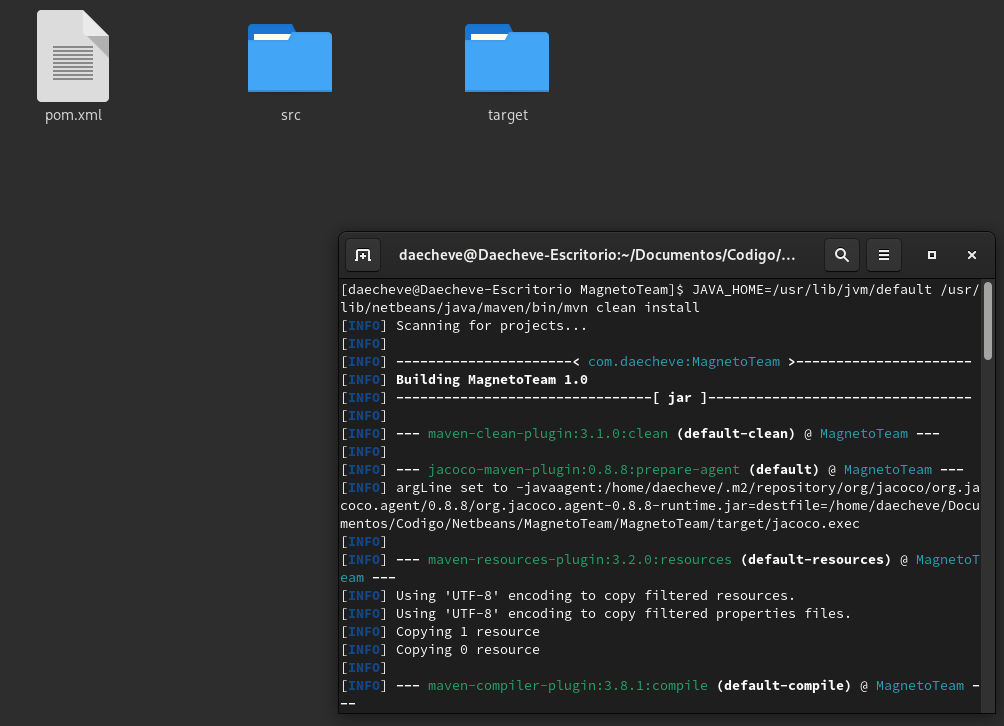 pom.xml
src
target
daecheve@Daecheve-Escritorio:~/Documentos/Codigo/...
[daecheve@Daecheve-Escritorio MagnetoTeam]$ JAVA_HOME=/usr/lib/jvm/default /usr/
lib/netbeans/java/maven/bin/mvn clean install
[INFO] Scanning for projects...
[INFO]
[INFO] ----------------------< com.daecheve:MagnetoTeam >----------------------
[INFO] Building MagnetoTeam 1.0
[INFO] --------------------------------[ jar ]---------------------------------
[INFO]
[INFO] --- maven-clean-plugin:3.1.0:clean (default-clean) @ MagnetoTeam ---
[INFO]
[INFO] --- jacoco-maven-plugin:0.8.8:prepare-agent (default) @ MagnetoTeam ---
[INFO] argLine set to -javaagent:/home/daecheve/.m2/repository/org/jacoco/org.ja
coco.agent/0.8.8/org.jacoco.agent-0.8.8-runtime.jar=destfile=/home/daecheve/Docu
mentos/Codigo/Netbeans/MagnetoTeam/MagnetoTeam/target/jacoco.exec
[INFO]
[INFO] --- maven-resources-plugin:3.2.0:resources (default-resources) @ MagnetoT
eam ---
[INFO] Using 'UTF-8' encoding to copy filtered resources.
[INFO] Using 'UTF-8' encoding to copy filtered properties files.
[INFO] Copying 1 resource
[INFO] Copying 0 resource
[INFO]
[INFO] --- maven-compiler-plugin:3.8.1:compile (default-compile) @ MagnetoTeam -
--